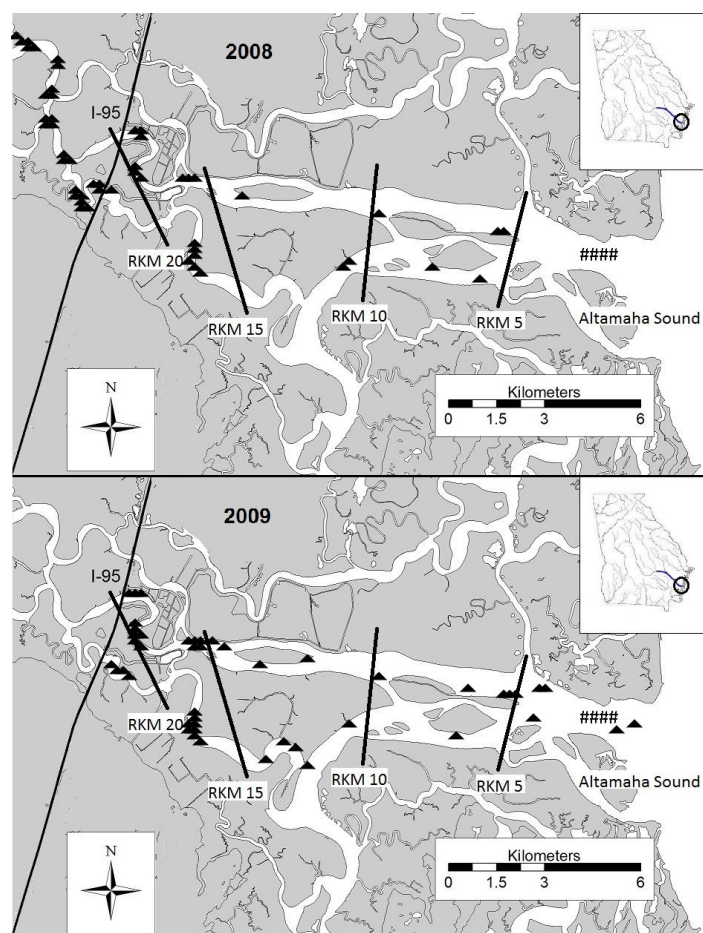 2008
I-95
RKM 20
RKM 15
RKM 10
RKM 5
####
Altamaha Sound
N
Kilometers
0 1.5 3 6
2009
I-95
RKM 20
RKM 15
RKM 10
RKM 5
####
Altamaha Sound
N
Kilometers
0 1.5 3 6